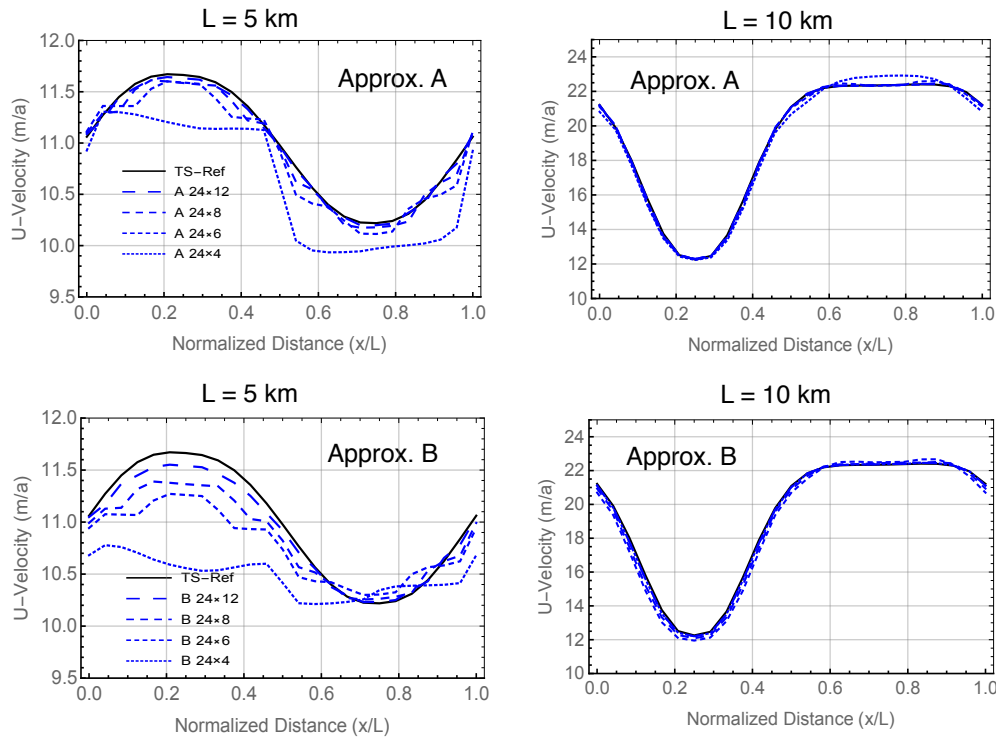 L = 5 km
Approx. A
U-Velocity (m/a)
12.0
11.5
11.0
10.5
10.0
9.5
TS-Ref
A 24×12
A 24×8
A 24×6
A 24×4
0.0 0.2 0.4 0.6 0.8 1.0
Normalized Distance (x/L)
L = 10 km
Approx. A
U-Velocity (m/a)
24
22
20
18
16
14
12
10
0.0 0.2 0.4 0.6 0.8 1.0
Normalized Distance (x/L)
L = 5 km
Approx. B
U-Velocity (m/a)
12.0
11.5
11.0
10.5
10.0
9.5
TS-Ref
B 24×12
B 24×8
B 24×6
B 24×4
0.0 0.2 0.4 0.6 0.8 1.0
Normalized Distance (x/L)
L = 10 km
Approx. B
U-Velocity (m/a)
24
22
20
18
16
14
12
10
0.0 0.2 0.4 0.6 0.8 1.0
Normalized Distance (x/L)